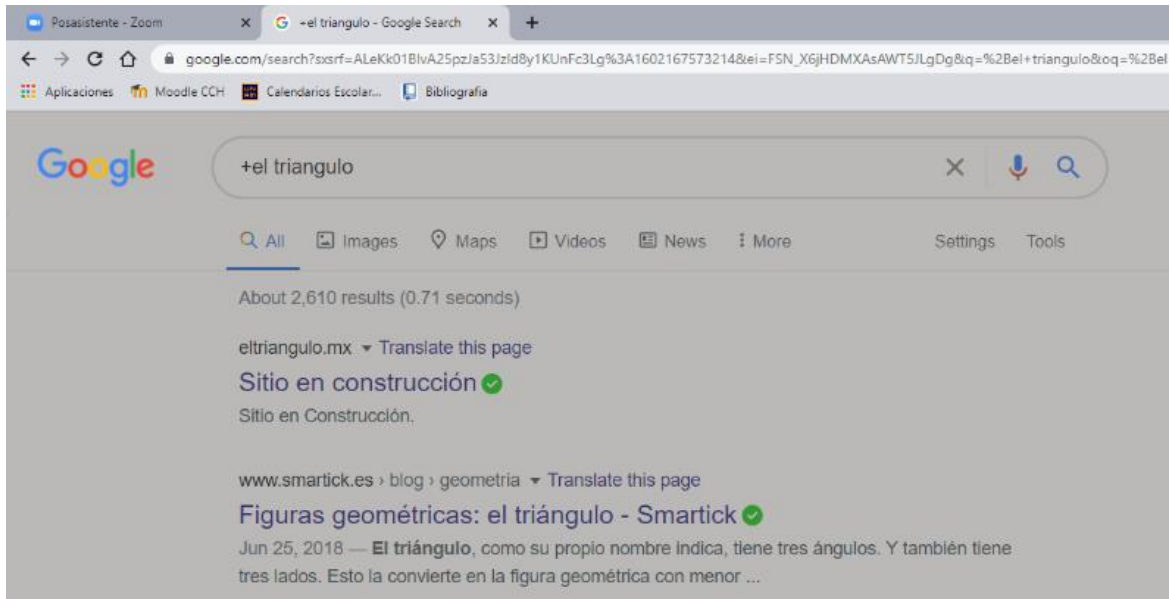 Posasistente - Zoom
+el triangulo - Google Search
google.com/search?sxsrf=ALeKk01BlvA25pzJa53Jzld8y1KUnFc3Lg%3A1602167573214&ei=FSN_X6jHDMXAsAWT5JLgDg&q=%2Bel+triangulo&oq=%2Bel
Aplicaciones Moodle CCH Calendarios Escolar... Bibliografia
Google +el triangulo
All Images Maps Videos News More Settings Tools
About 2,610 results (0.71 seconds)
eltriangulo.mx Translate this page
Sitio en construcción
Sitio en Construcción.
www.smartick.es › blog › geometria Translate this page
Figuras geométricas: el triángulo - Smartick
Jun 25, 2018 — El triángulo, como su propio nombre indica, tiene tres ángulos. Y también tiene
tres lados. Esto la convierte en la figura geométrica con menor ...